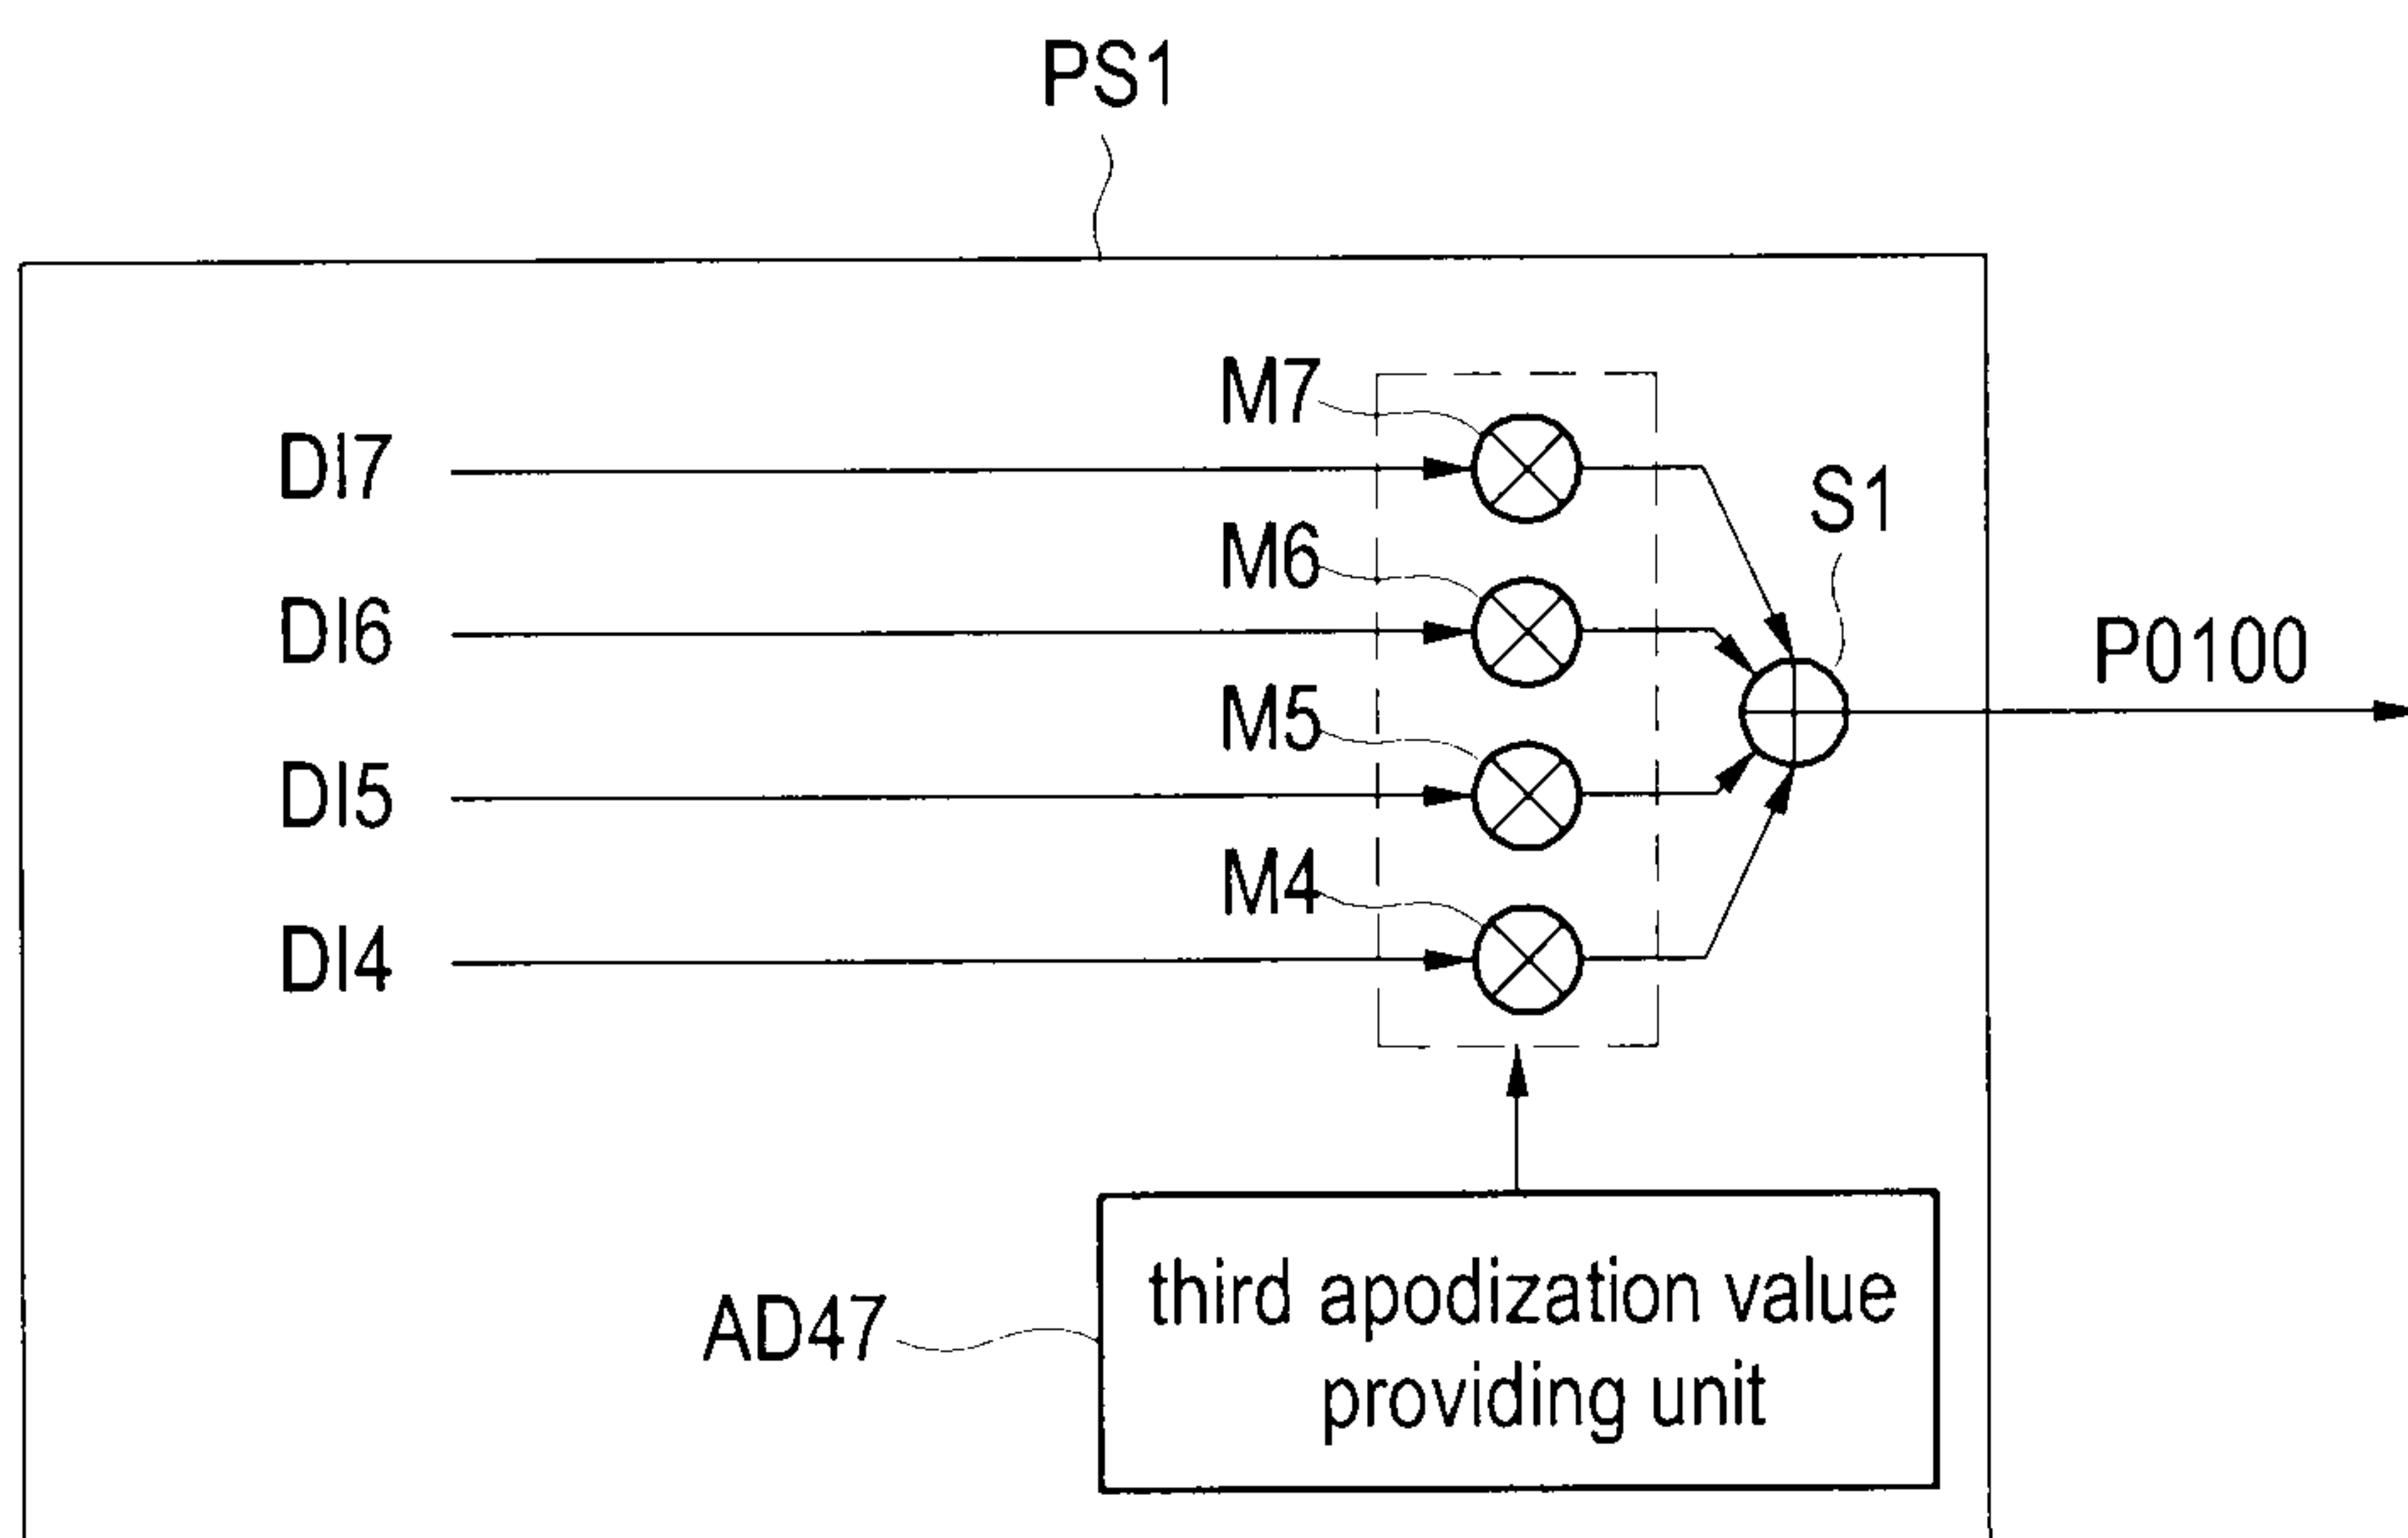 PS1
M7
DI7
S1
M6
DI6
P0100
M5
DI5
M4
DI4
third apodization value
AD47
providing unit